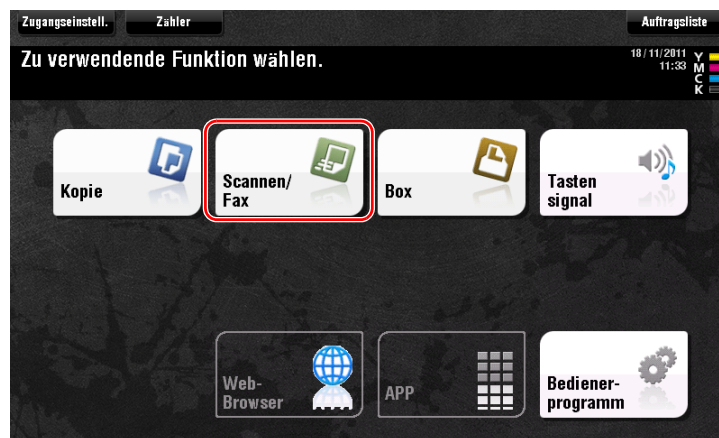 Zugangseinstell. Zähler Auftragsliste
Zu verwendende Funktion wählen.
18/11/2011
11:33
Y
M
C
K
Kopie
Scannen/
Fax
Box
Tasten
signal
Web-
Browser
APP
Bediener-
programm